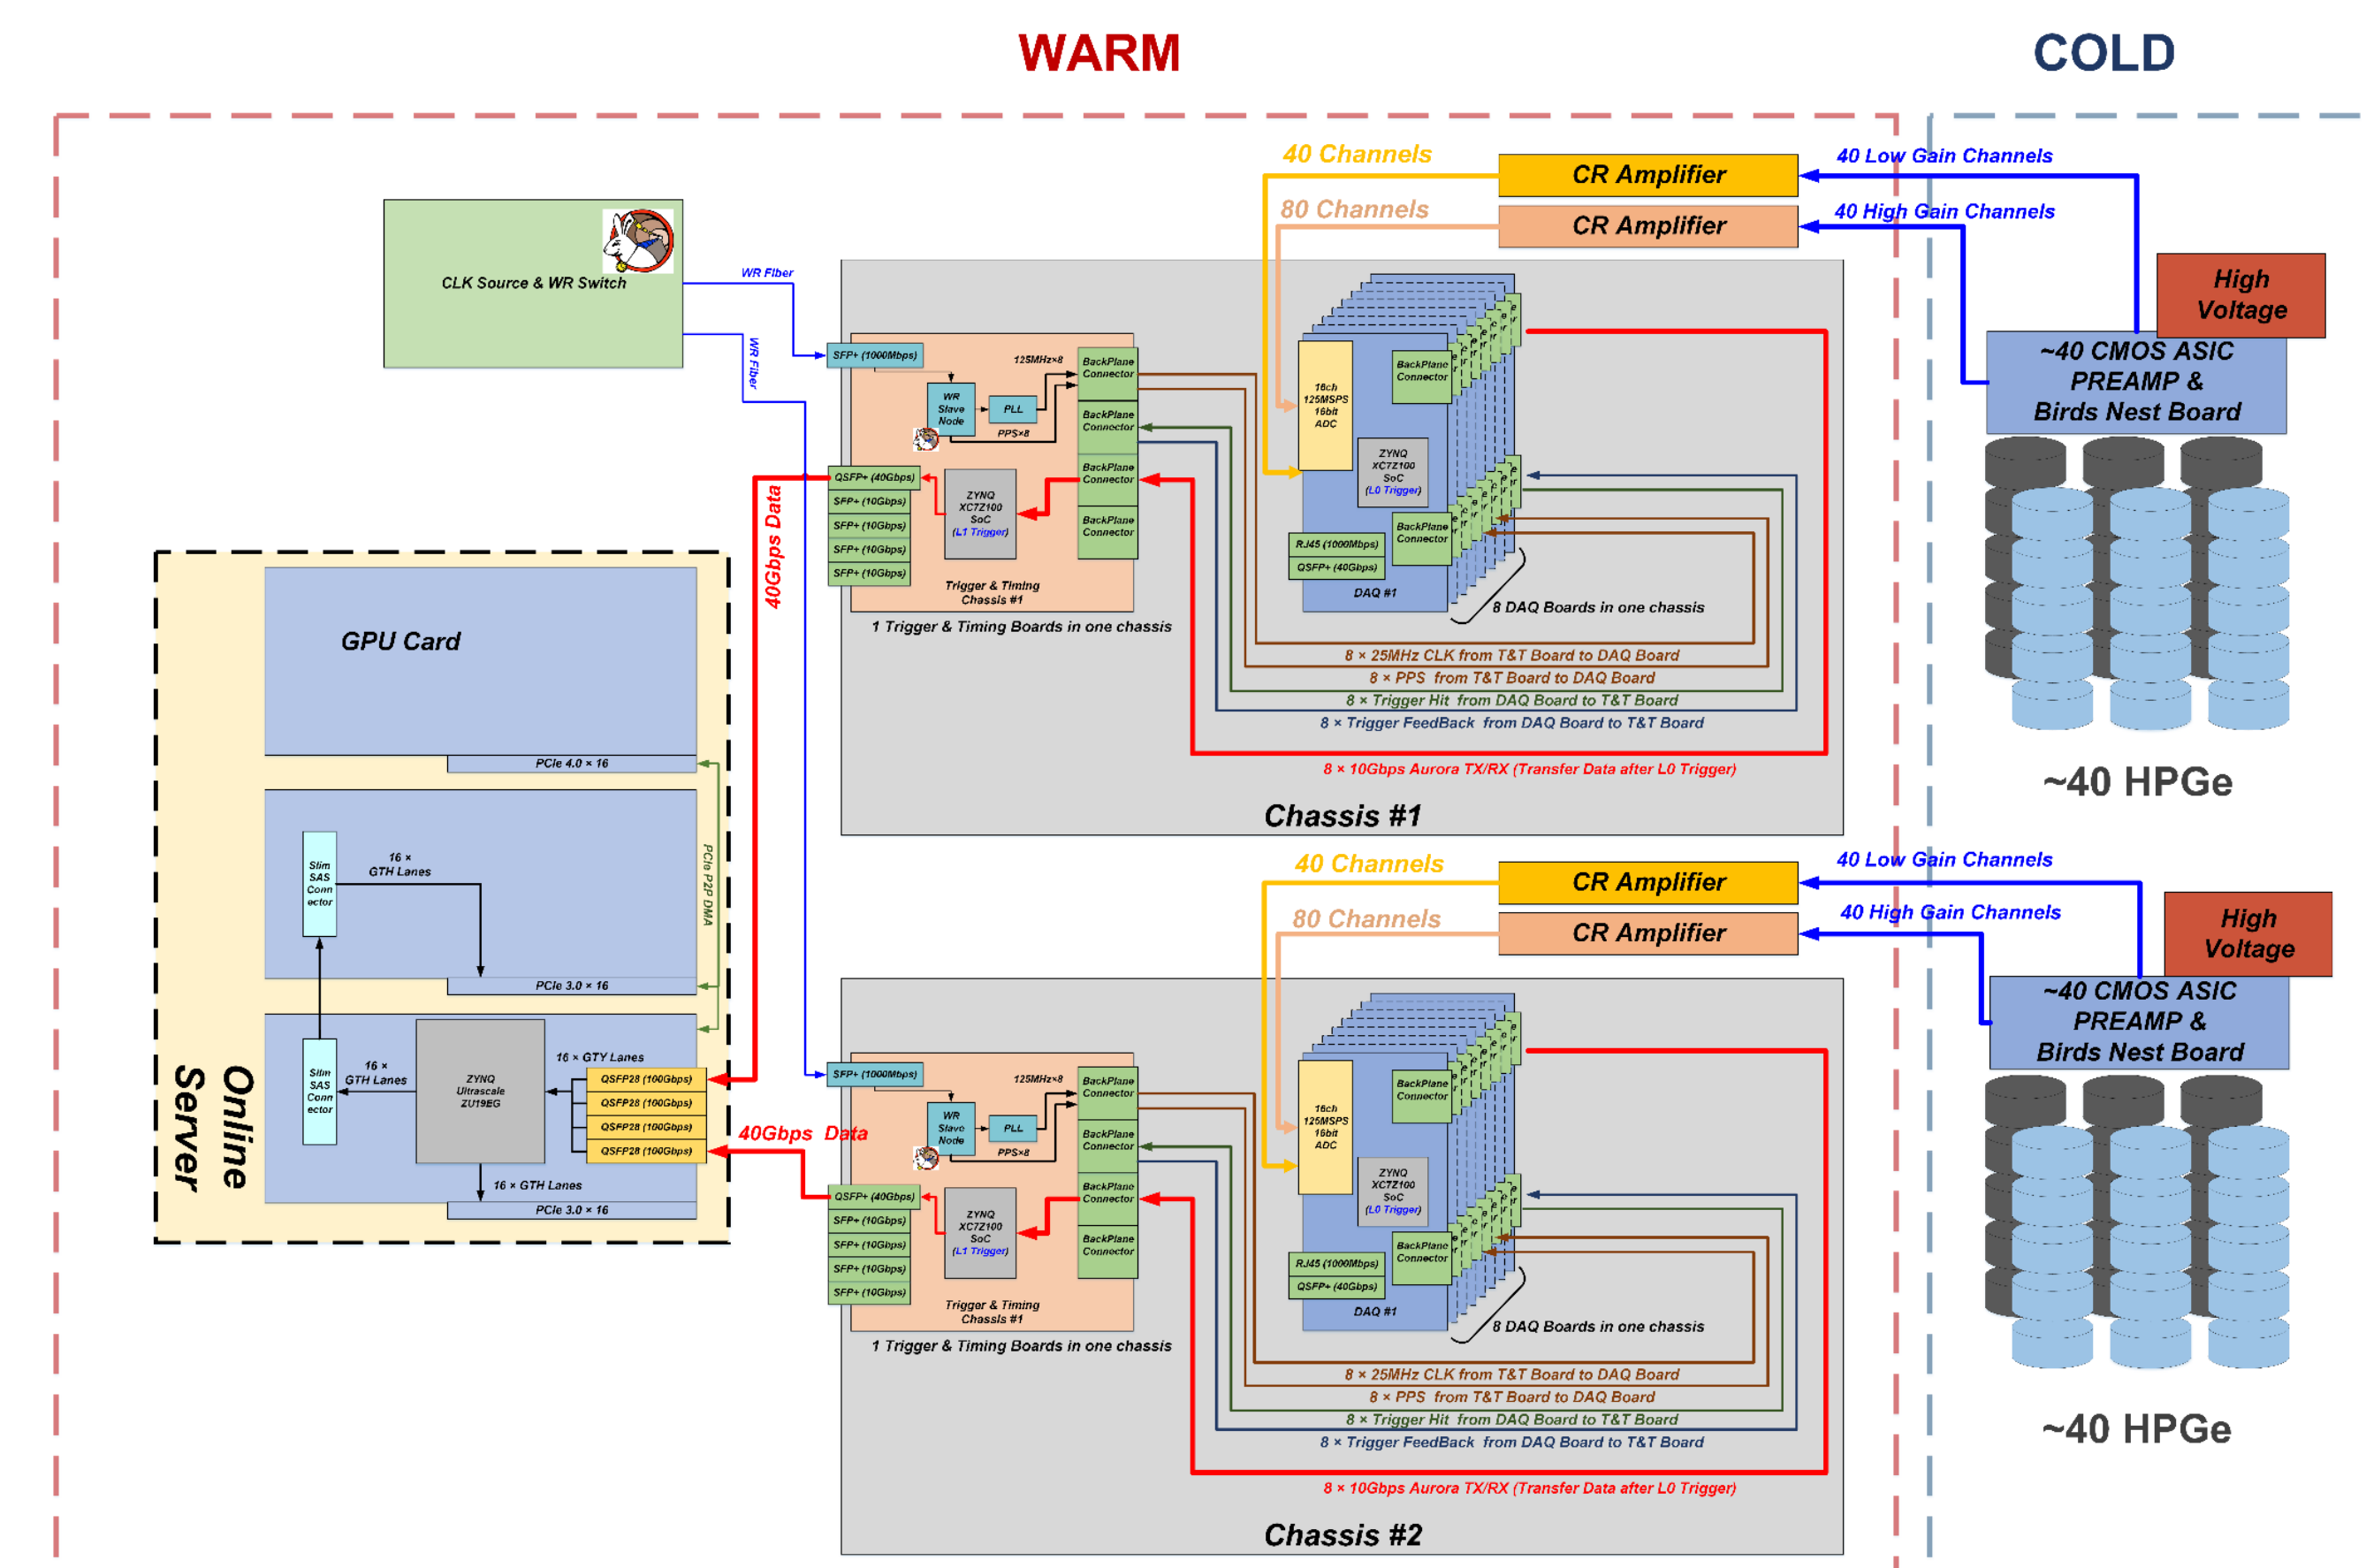 WARM
COLD
40 Channels
CR Amplifier
40 Low Gain Channels
80 Channels
CR Amplifier
40 High Gain Channels
CLK Source & WR Switch
WR Fiber
WR Fiber
High
Voltage
~40 CMOS ASIC
PREAMP &
Birds Nest Board
~40 HPGe
SFP+ (1000Mbps)
125MHz×8
WR
Slave
Node
PLL
PPS×8
BackPlane
Connector
BackPlane
Connector
BackPlane
Connector
BackPlane
Connector
QSFP+ (40Gbps)
SFP+ (10Gbps)
SFP+ (10Gbps)
SFP+ (10Gbps)
SFP+ (10Gbps)
ZYNQ
XC7Z100
SoC
(L1 Trigger)
Trigger & Timing
Chassis #1
1 Trigger & Timing Boards in one chassis
16ch
125MSPS
16bit
ADC
BackPlane
Connector
ZYNQ
XC7Z100
SoC
(L0 Trigger)
BackPlane
Connector
RJ45 (1000Mbps)
QSFP+ (40Gbps)
DAQ #1
8 DAQ Boards in one chassis
8 × 25MHz CLK from T&T Board to DAQ Board
8 × PPS from T&T Board to DAQ Board
8 × Trigger Hit from DAQ Board to T&T Board
8 × Trigger FeedBack from DAQ Board to T&T Board
8 × 10Gbps Aurora TX/RX (Transfer Data after L0 Trigger)
Chassis #1
40Gbps Data
GPU Card
PCIe 4.0 × 16
PCIe P2P DMA
Slim
SAS
Conn
ector
16 ×
GTH Lanes
PCIe 3.0 × 16
Slim
SAS
Conn
ector
16 ×
GTH Lanes
ZYNQ
Ultrascale
ZU19EG
16 × GTY Lanes
QSFP28 (100Gbps)
QSFP28 (100Gbps)
QSFP28 (100Gbps)
QSFP28 (100Gbps)
16 × GTH Lanes
PCIe 3.0 × 16
Online
Server
40Gbps Data
40 Channels
CR Amplifier
40 Low Gain Channels
80 Channels
CR Amplifier
40 High Gain Channels
High
Voltage
~40 CMOS ASIC
PREAMP &
Birds Nest Board
~40 HPGe
SFP+ (1000Mbps)
125MHz×8
WR
Slave
Node
PLL
PPS×8
BackPlane
Connector
BackPlane
Connector
BackPlane
Connector
BackPlane
Connector
QSFP+ (40Gbps)
SFP+ (10Gbps)
SFP+ (10Gbps)
SFP+ (10Gbps)
SFP+ (10Gbps)
ZYNQ
XC7Z100
SoC
(L1 Trigger)
Trigger & Timing
Chassis #1
1 Trigger & Timing Boards in one chassis
16ch
125MSPS
16bit
ADC
BackPlane
Connector
ZYNQ
XC7Z100
SoC
(L0 Trigger)
BackPlane
Connector
RJ45 (1000Mbps)
QSFP+ (40Gbps)
DAQ #1
8 DAQ Boards in one chassis
8 × 25MHz CLK from T&T Board to DAQ Board
8 × PPS from T&T Board to DAQ Board
8 × Trigger Hit from DAQ Board to T&T Board
8 × Trigger FeedBack from DAQ Board to T&T Board
8 × 10Gbps Aurora TX/RX (Transfer Data after L0 Trigger)
Chassis #2